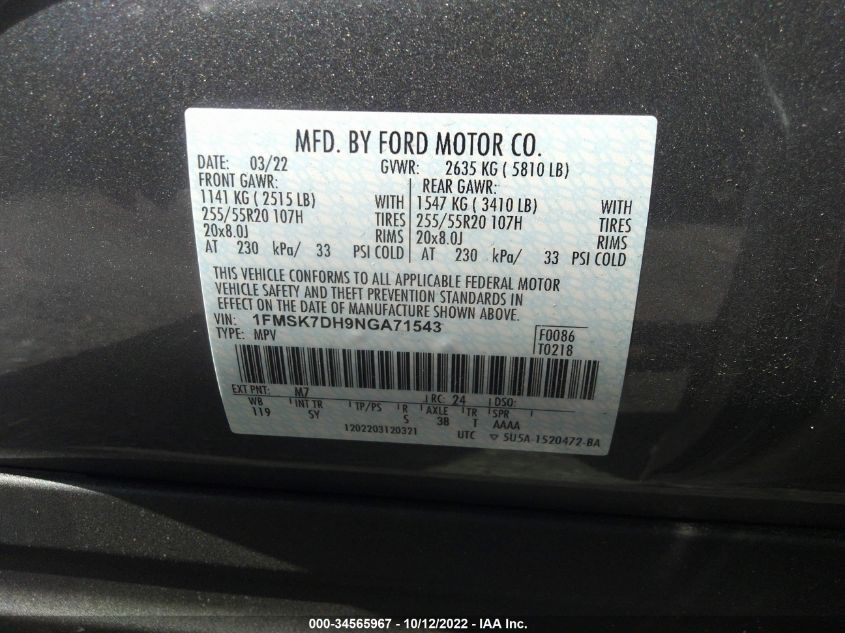 MFD. BY FORD MOTOR CO.
DATE: 03/22 GVWR: 2635 KG ( 5810 LB)
FRONT GAWR: REAR GAWR:
1141 KG ( 2515 LB) WITH 1547 KG ( 3410 LB) WITH
255/55R20 107H TIRES 255/55R20 107H TIRES
20x8.0J RIMS 20x8.0J RIMS
AT 230 kPa/ 33 PSI COLD AT 230 kPa/ 33 PSI COLD
THIS VEHICLE CONFORMS TO ALL APPLICABLE FEDERAL MOTOR
VEHICLE SAFETY AND THEFT PREVENTION STANDARDS IN
EFFECT ON THE DATE OF MANUFACTURE SHOWN ABOVE.
VIN: 1FMSK7DH9NGA71543 F0086
TYPE: MPV T0218
EXT PNT: M7 RC: 24 DSO:
WB INT TR TP/PS R AXLE TR SPR
119 5Y S 38 T AAAA
1202203120321 UTC ▽ 5U5A-1520472-BA
000-34565967 - 10/12/2022 - IAA Inc.